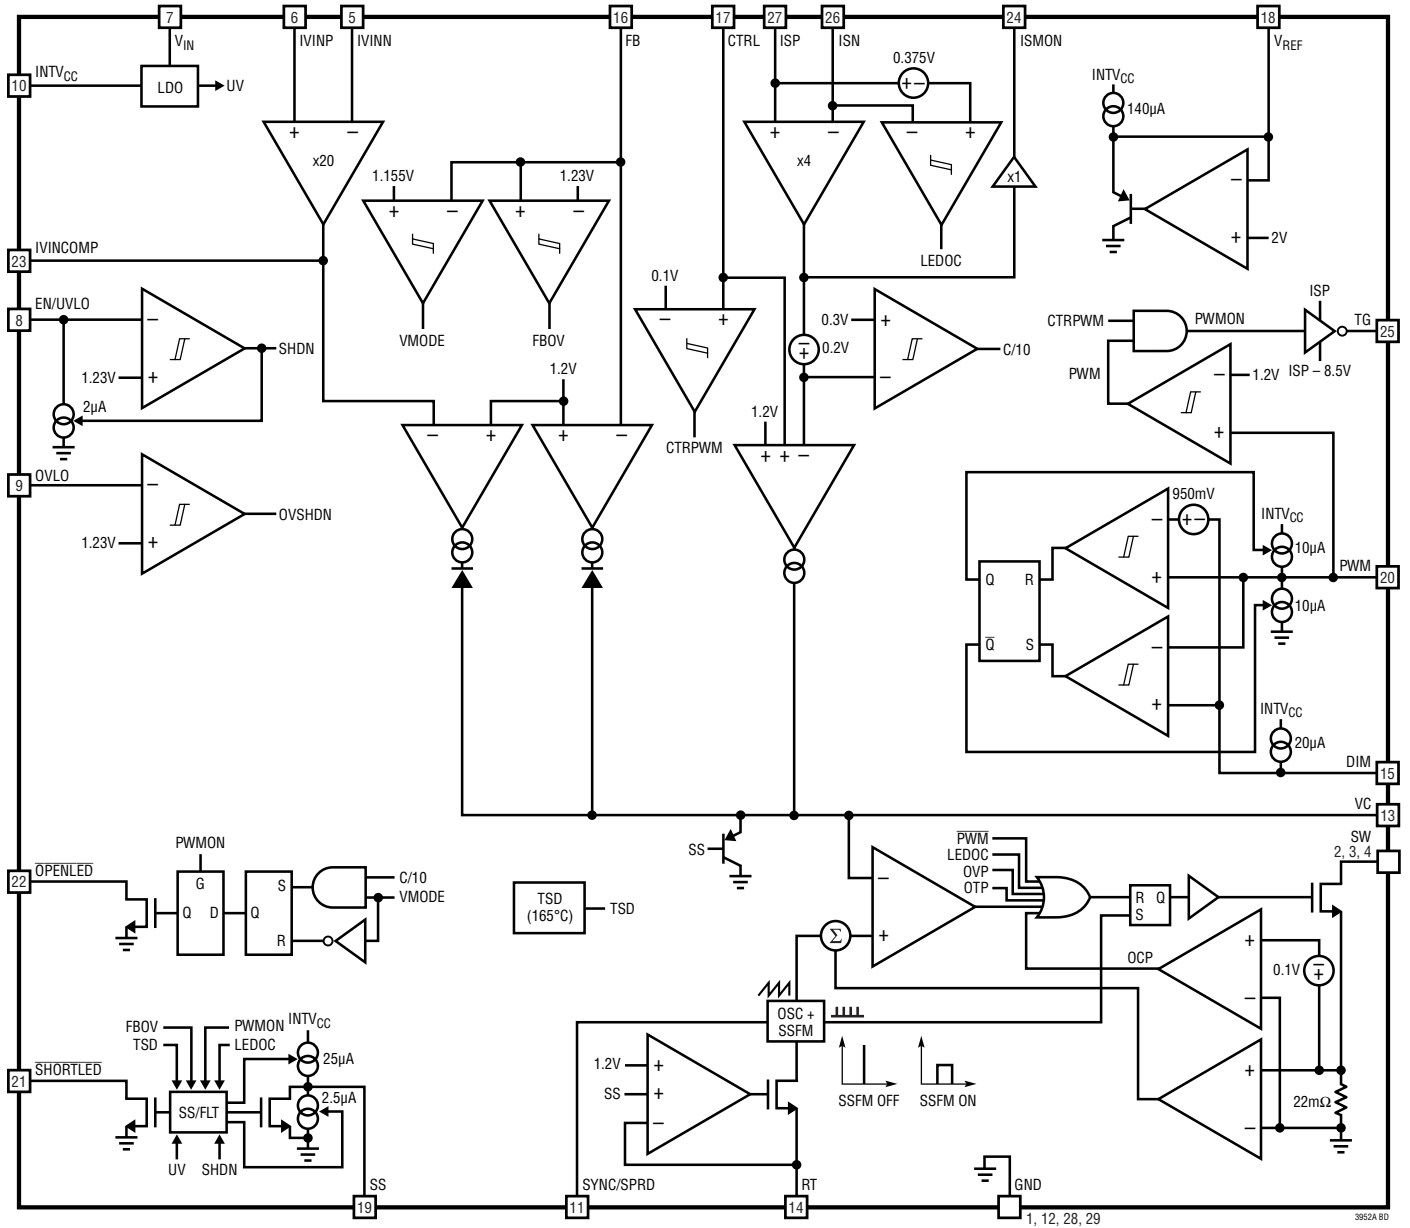 7 6 5 16 17 27 26 24 18
VIN IVINP IVINN FB CTRL ISP ISN ISMON VREF
10 INTVCC LDO UV
0.375V
+ −
INTVCC
140µA
+ − x20
+ − x4
− +
x1
LEDOC
−
+ 2V
1.155V 1.23V
+ − + −
VMODE FBOV
23 IVINCOMP
8 EN/UVLO
− SHDN
1.23V +
2µA
9 OVLO
− OVSHDN
1.23V +
0.1V
− +
CTRPWM
0.3V +
− +
0.2V
−
C/10
CTRPWM
PWM
PWMON
ISP
ISP – 8.5V
TG 25
− 1.2V
+
1.2V
− + + −
1.2V
+ + −
950mV
− + −
+
INTVCC
10µA
PWM 20
10µA
Q R
Q S
−
+
INTVCC
20µA
DIM 15
VC 13
SW
2, 3, 4
SS
PWM
LEDOC
OVP
OTP
−
+
Σ
R Q
S
OCP
+
−
0.1V
− +
+
−
22mΩ
PWMON
22 OPENLED
G
Q D
S
Q
R
C/10
VMODE
TSD
(165°C)
TSD
OSC +
SSFM
SSFM OFF SSFM ON
1.2V +
SS +
−
FBOV PWMON INTVCC
TSD LEDOC
25µA
21 SHORTLED
SS/FLT
2.5µA
UV SHDN
SS SYNC/SPRD RT GND
19 11 14
1, 12, 28, 29
3952A BD